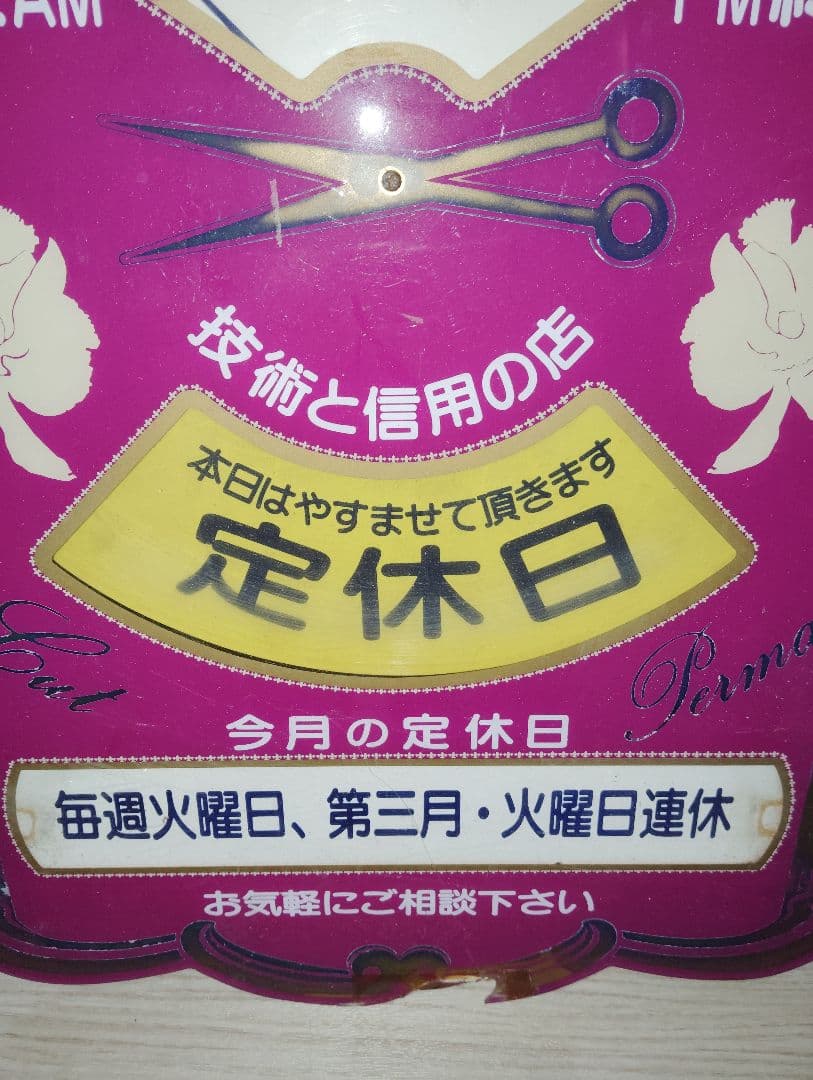 AM
PM
技術と信用の店
本日はやすませて頂きます
定休日
Cut
Perma
今月の定休日
毎週火曜日、第三月・火曜日連休
お気軽にご相談下さい